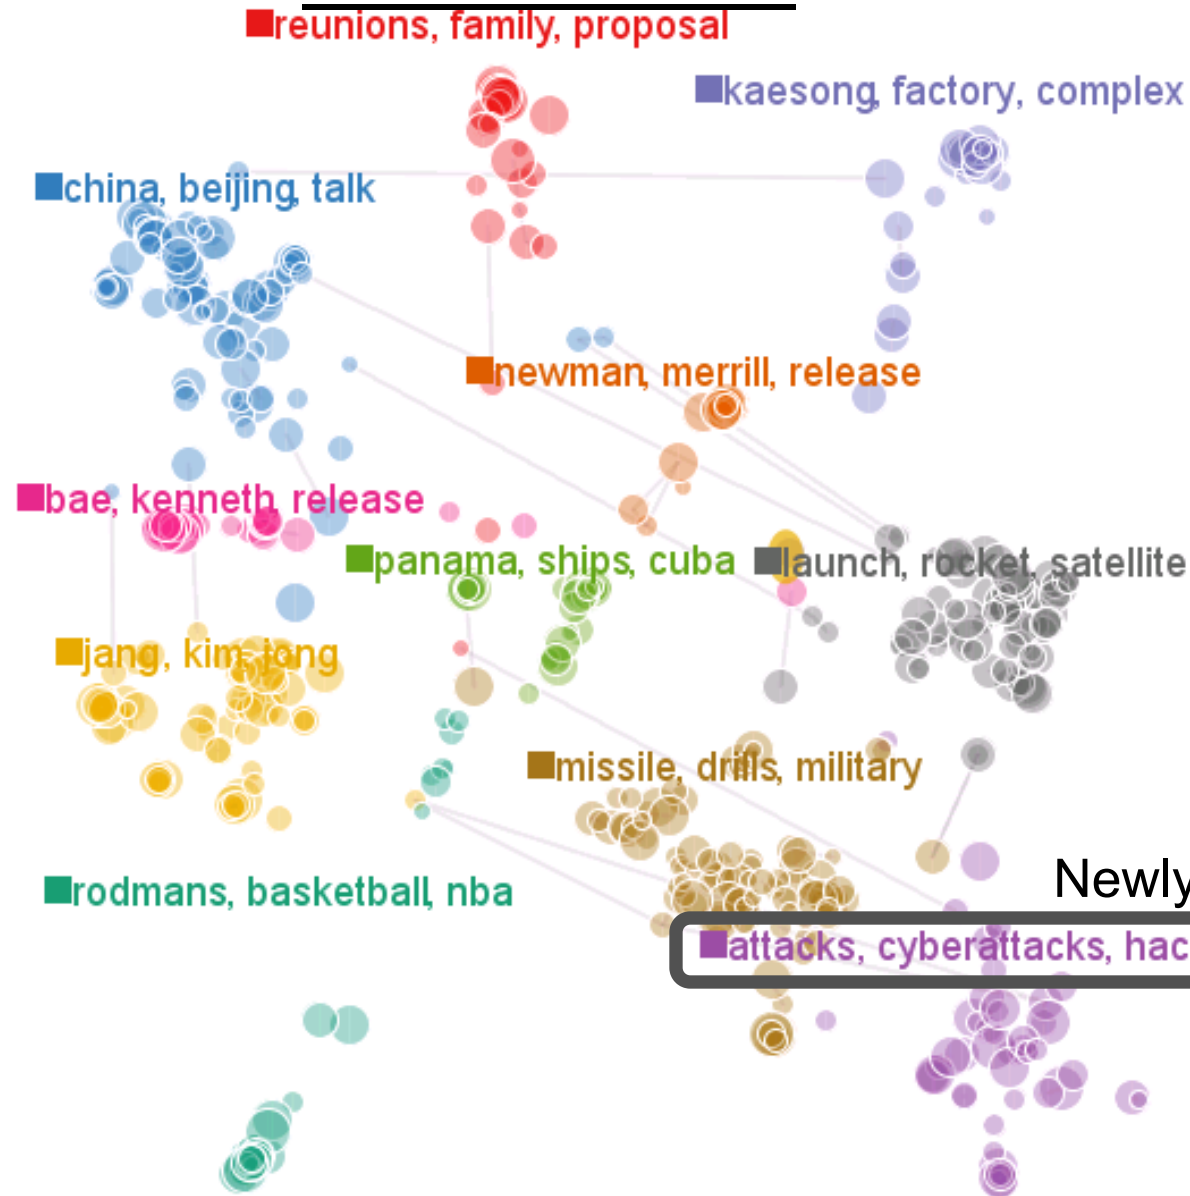 reunions, family, proposal
kaesong, factory, complex
china, beijing, talk
newman, merrill, release
bae, kenneth, release
panama, ships, cuba
launch, rocket, satellite
jang, kim, jong
missile, drills, military
rodmans, basketball, nba
Newly
attacks, cyberattacks, hac